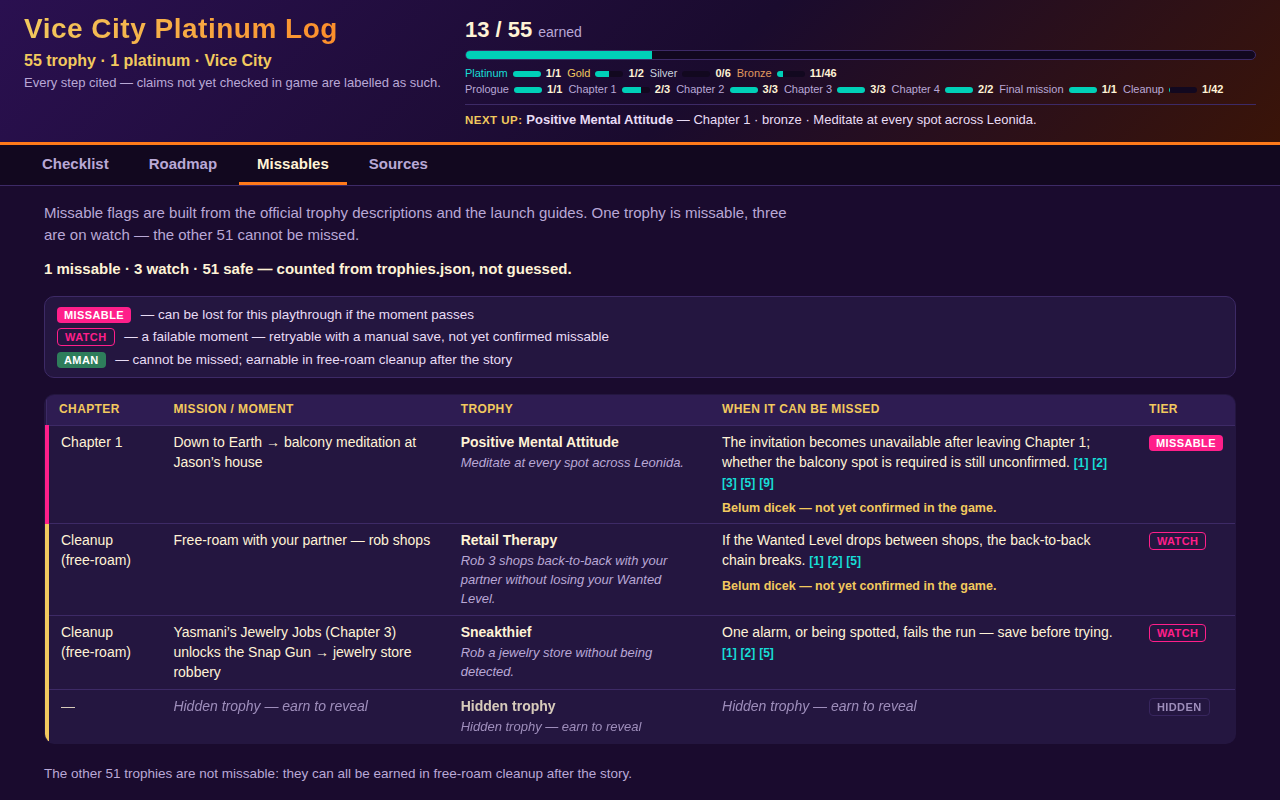 Vice City Platinum Log
55 trophy · 1 platinum · Vice City
Every step cited — claims not yet checked in game are labelled as such.
13 / 55 earned
Platinum 1/1 Gold 1/2 Silver 0/6 Bronze 11/46
Prologue 1/1 Chapter 1 2/3 Chapter 2 3/3 Chapter 3 3/3 Chapter 4 2/2 Final mission 1/1 Cleanup 1/42
NEXT UP: Positive Mental Attitude — Chapter 1 · bronze · Meditate at every spot across Leonida.
Checklist Roadmap Missables Sources
Missable flags are built from the official trophy descriptions and the launch guides. One trophy is missable, three
are on watch — the other 51 cannot be missed.
1 missable · 3 watch · 51 safe — counted from trophies.json, not guessed.
MISSABLE — can be lost for this playthrough if the moment passes
WATCH — a failable moment — retryable with a manual save, not yet confirmed missable
AMAN — cannot be missed; earnable in free-roam cleanup after the story
CHAPTER MISSION / MOMENT TROPHY WHEN IT CAN BE MISSED TIER
Chapter 1
Down to Earth → balcony meditation at
Jason's house
Positive Mental Attitude
Meditate at every spot across Leonida.
The invitation becomes unavailable after leaving Chapter 1;
whether the balcony spot is required is still unconfirmed. [1] [2]
[3] [5] [9]
Belum dicek — not yet confirmed in the game.
MISSABLE
Cleanup
(free-roam)
Free-roam with your partner — rob shops
Retail Therapy
Rob 3 shops back-to-back with your
partner without losing your Wanted
Level.
If the Wanted Level drops between shops, the back-to-back
chain breaks. [1] [2] [5]
Belum dicek — not yet confirmed in the game.
WATCH
Cleanup
(free-roam)
Yasmani's Jewelry Jobs (Chapter 3)
unlocks the Snap Gun → jewelry store
robbery
Sneakthief
Rob a jewelry store without being
detected.
One alarm, or being spotted, fails the run — save before trying.
[1] [2] [5]
WATCH
—
Hidden trophy — earn to reveal
Hidden trophy
Hidden trophy — earn to reveal
Hidden trophy — earn to reveal
HIDDEN
The other 51 trophies are not missable: they can all be earned in free-roam cleanup after the story.